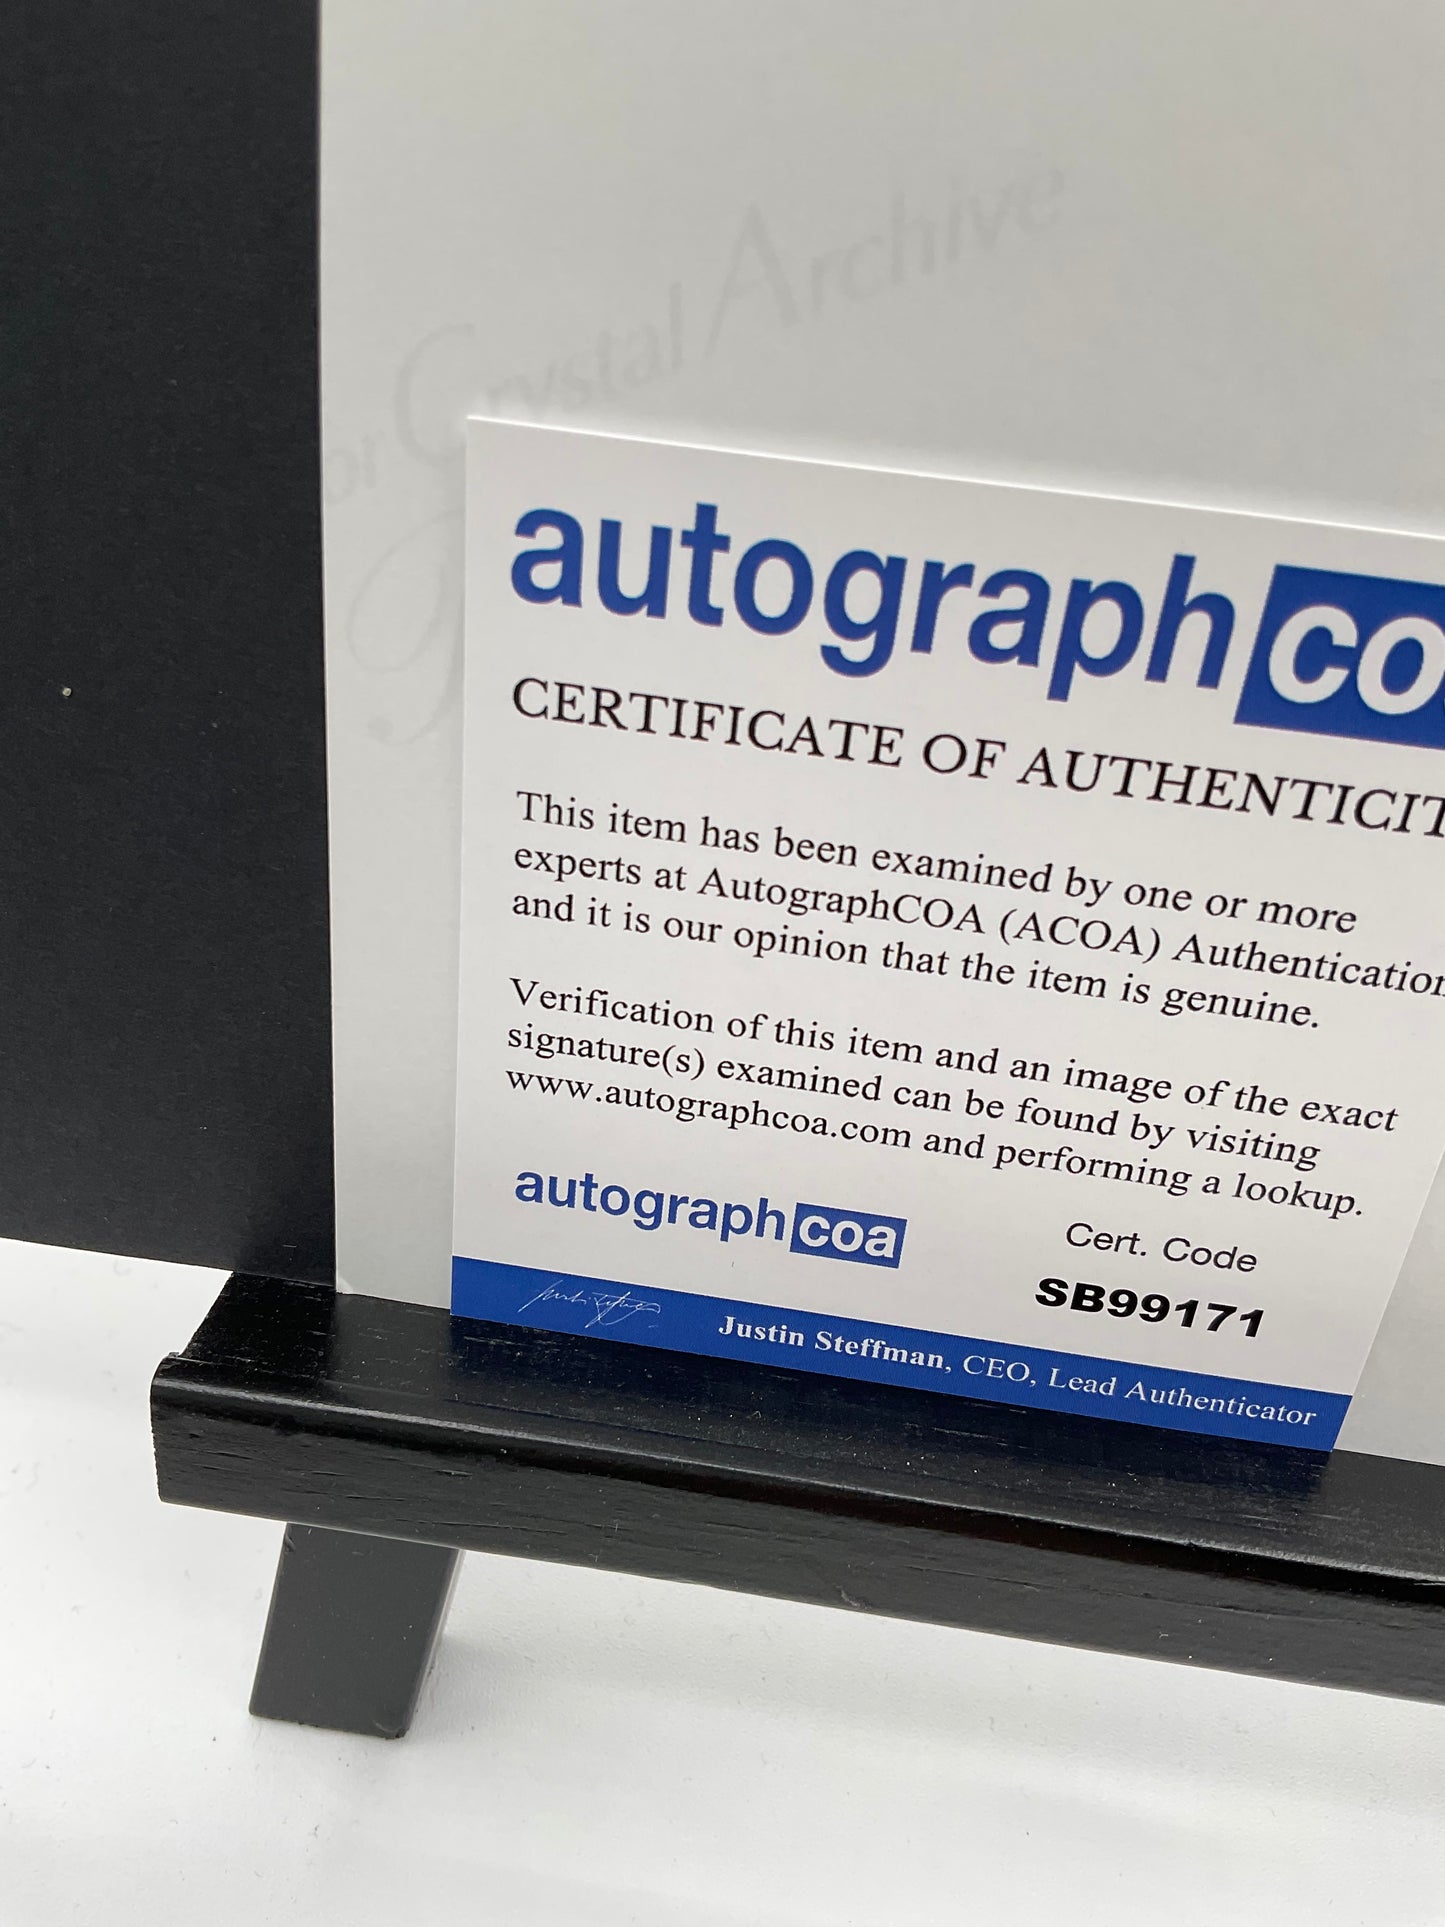 or Crystal Archive
autographco
CERTIFICATE OF AUTHENTICIT
This item has been examined by one or more
experts at AutographCOA (ACOA) Authentication
and it is our opinion that the item is genuine.
Verification of this item and an image of the exact
signature(s) examined can be found by visiting
www.autographcoa.com and performing a lookup.
autographcoa
Cert. Code
SB99171
Justin Steffman, CEO, Lead Authenticator